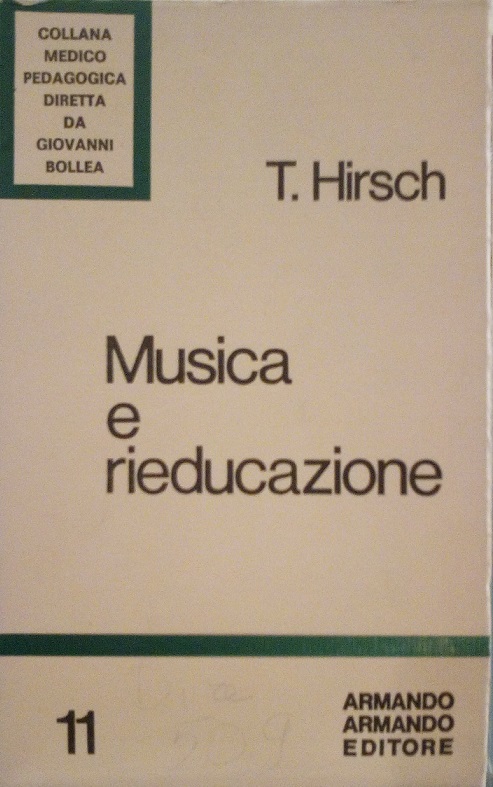 COLLANA
MEDICO
PEDAGOGICA
DIRETTA
DA
GIOVANNI
BOLLEA
T. Hirsch
Musica
e
rieducazione
11
ARMANDO
ARMANDO
EDITORE